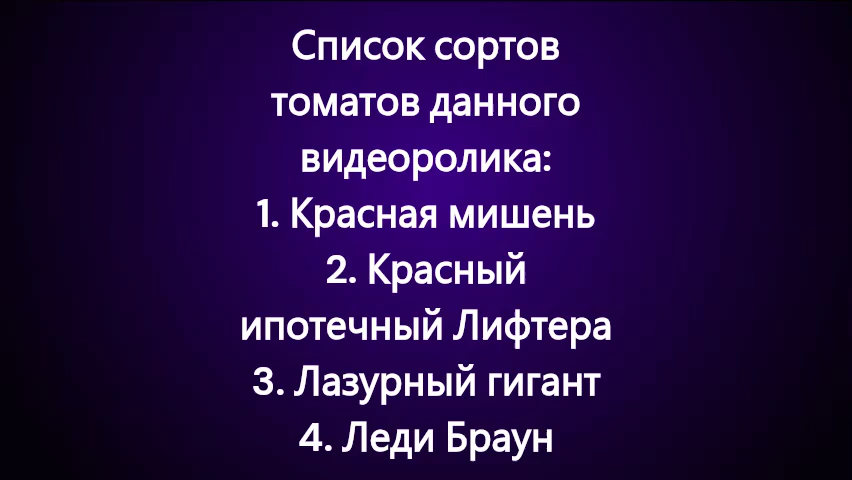 Список сортов
томатов данного
видеоролика:
1. Красная мишень
2. Красный
ипотечный Лифтера
3. Лазурный гигант
4. Леди Браун